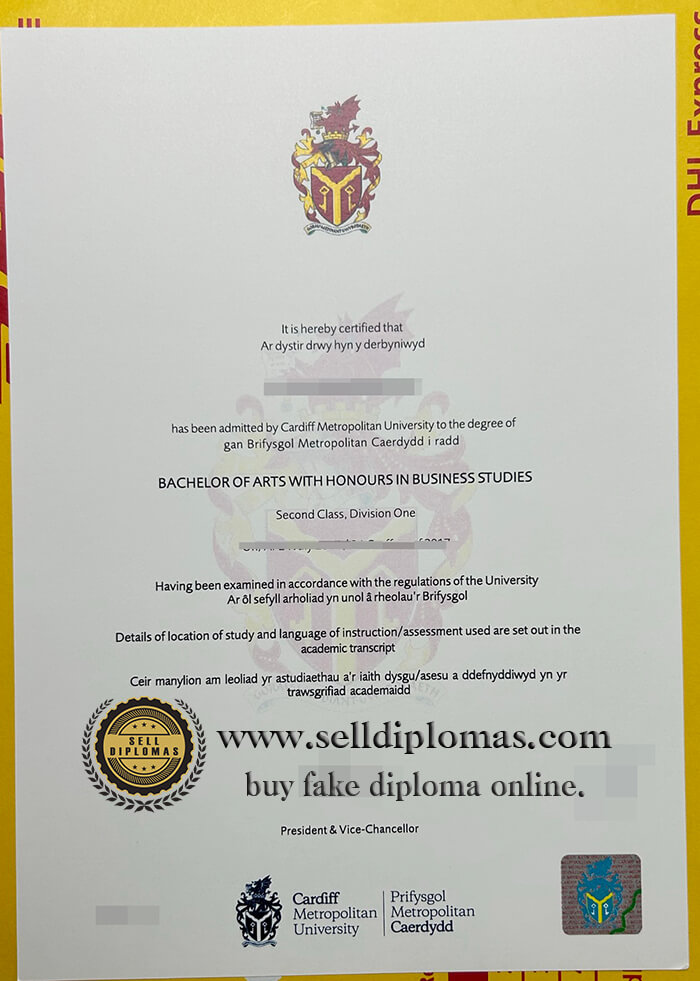 It is hereby certified that
Ar dystir drwy hyn y derbyniwyd
has been admitted by Cardiff Metropolitan University to the degree of
gan Brifysgol Metropolitan Caerdydd i radd
BACHELOR OF ARTS WITH HONOURS IN BUSINESS STUDIES
Second Class, Division One
2017
Having been examined in accordance with the regulations of the University
Ar ôl sefyll arholiad yn unol â rheolau'r Brifysgol
Details of location of study and language of instruction/assessment used are set out in the
academic transcript
Ceir manylion am leoliad yr astudiaethau a'r iaith dysgu/asesu a ddefnyddiwyd yn yr
trawsgrifiad academaidd
SELL
DIPLOMAS
www.selldiplomas.com
buy fake diploma online.
President & Vice-Chancellor
Cardiff
Metropolitan
University
Prifysgol
Metropolitan
Caerdydd
DHL Express